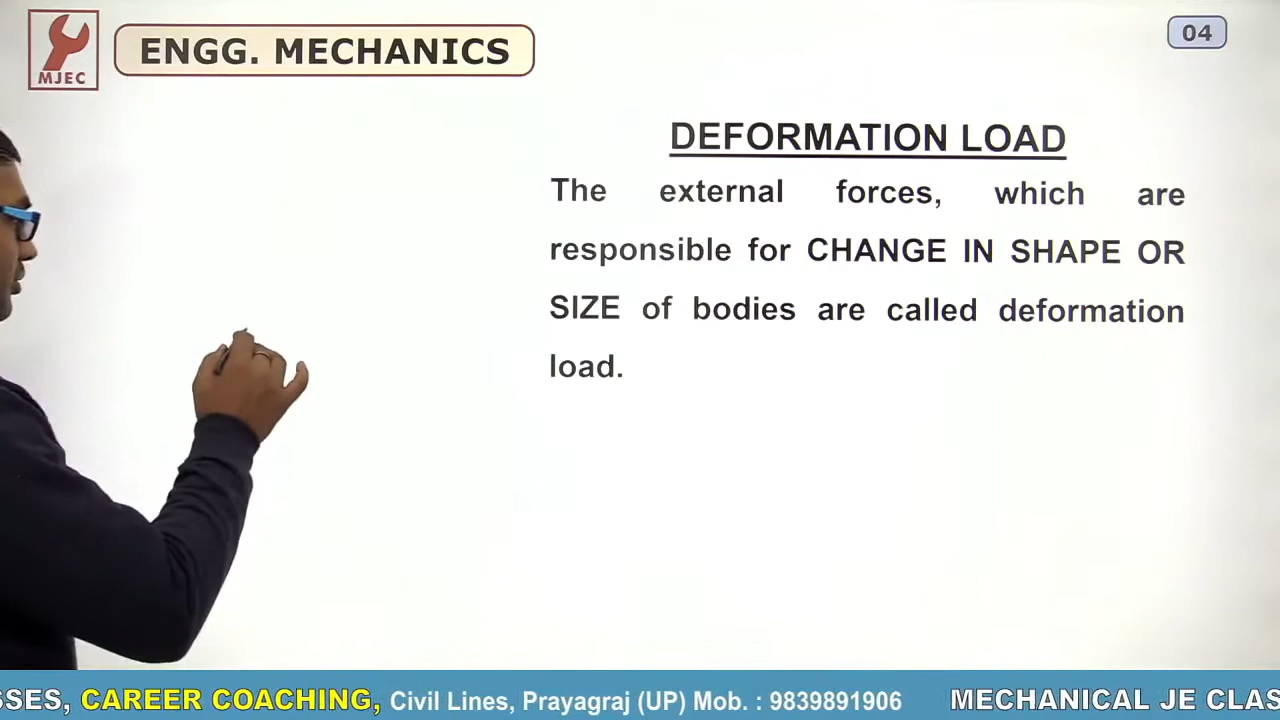 MJEC
ENGG. MECHANICS
04
DEFORMATION LOAD
The external forces, which are
responsible for CHANGE IN SHAPE OR
SIZE of bodies are called deformation
load.
SSES, CAREER COACHING, Civil Lines, Prayagraj (UP) Mob. : 9839891906 MECHANICAL JE CLAS